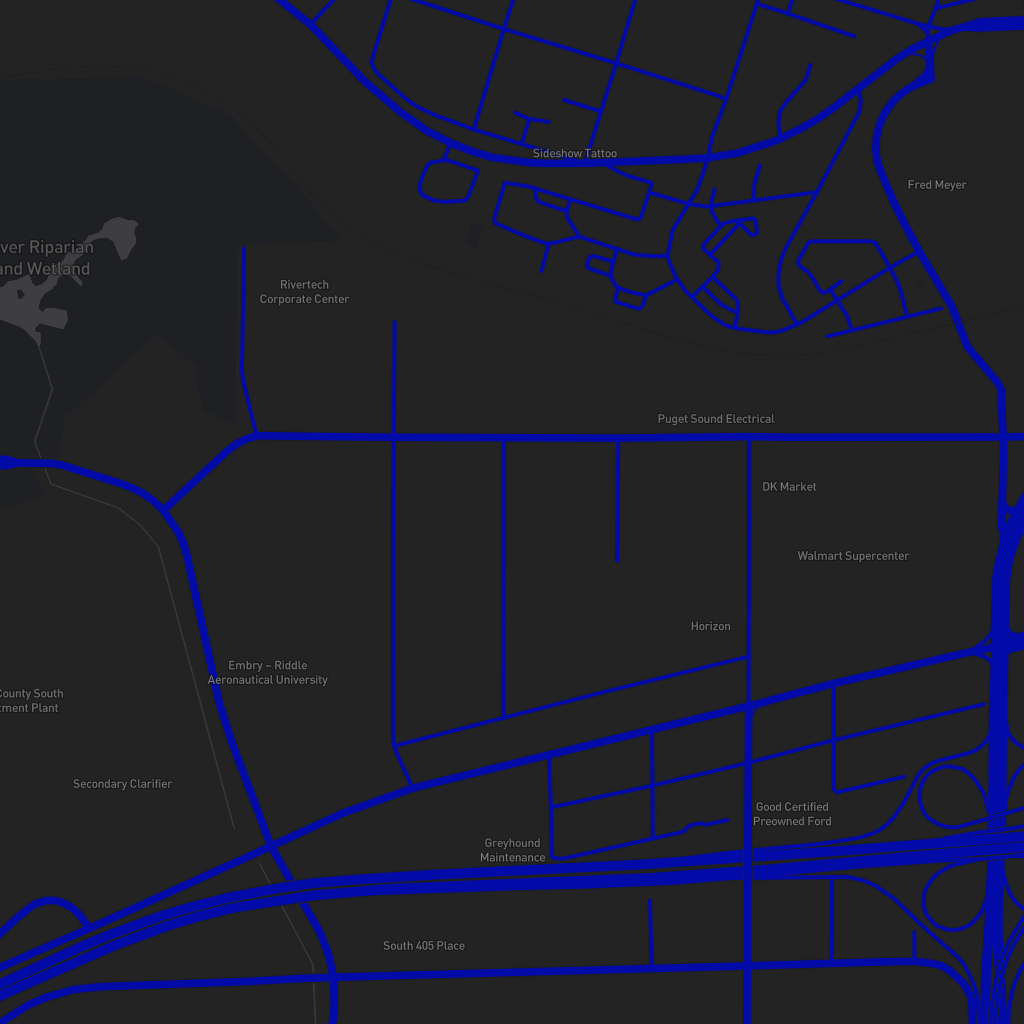 Sideshow Tattoo
Fred Meyer
ver Riparian
and Wetland
Rivertech
Corporate Center
Puget Sound Electrical
DK Market
Walmart Supercenter
Horizon
Embry – Riddle
Aeronautical University
County South
tment Plant
Secondary Clarifier
Good Certified
Preowned Ford
Greyhound
Maintenance
South 405 Place